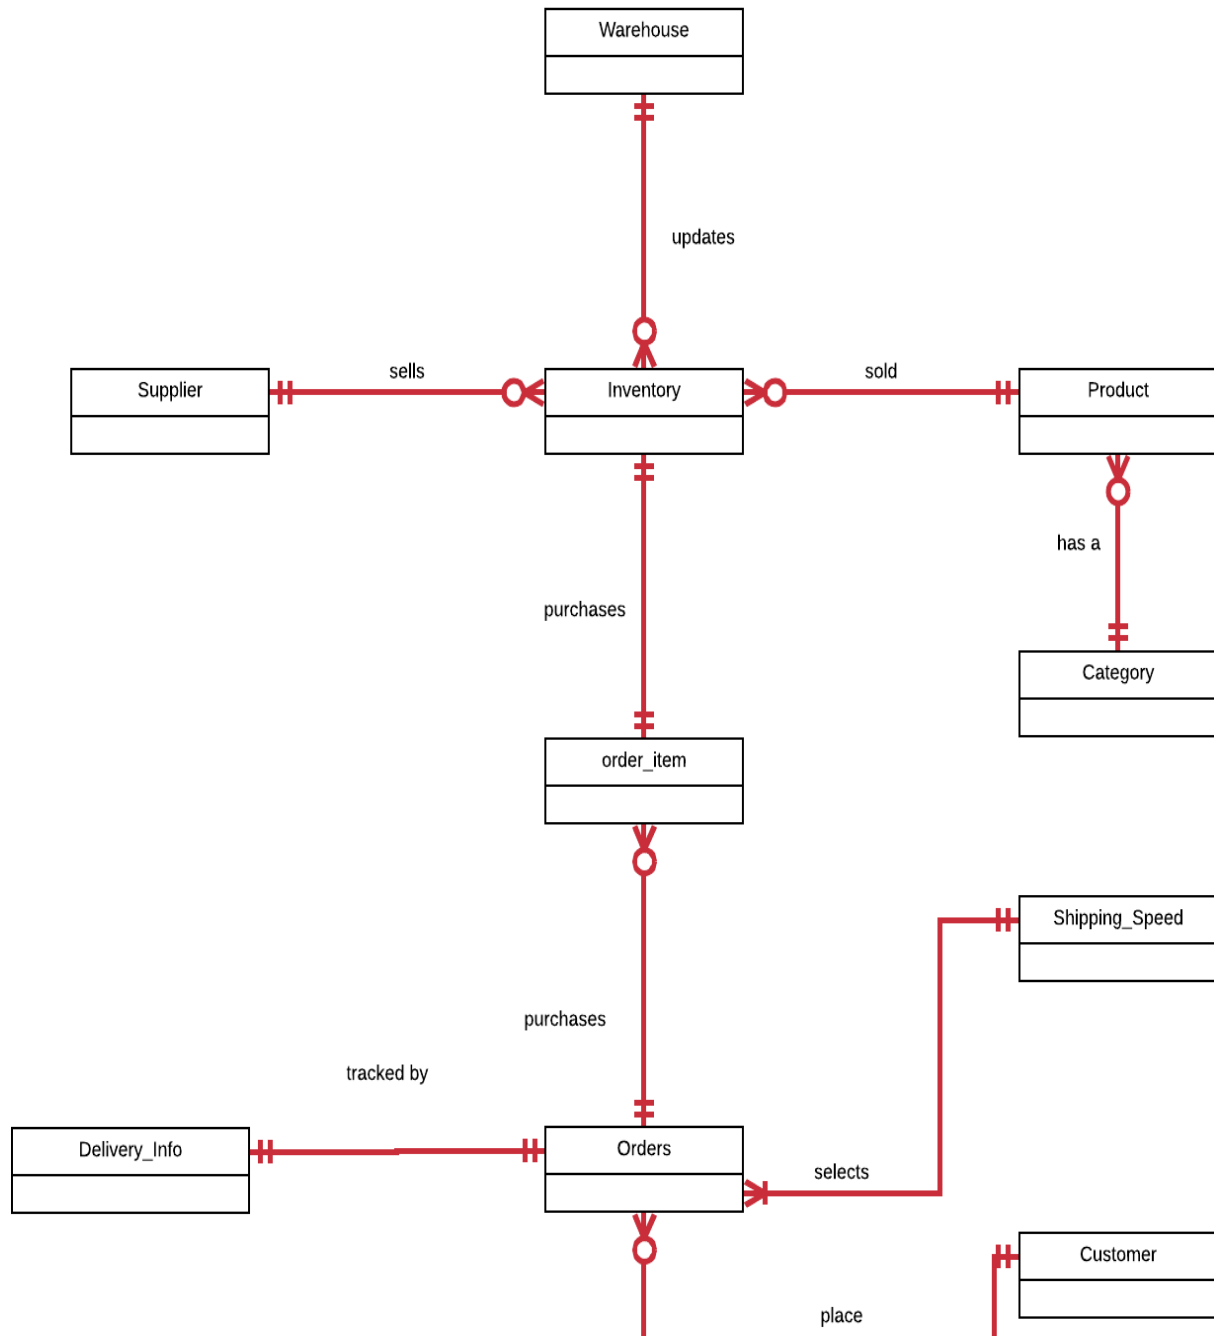 Warehouse
updates
sells
sold
Supplier
Inventory
Product
has a
purchases
Category
order_item
Shipping_Speed
purchases
tracked by
Delivery_Info
Orders
selects
Customer
place